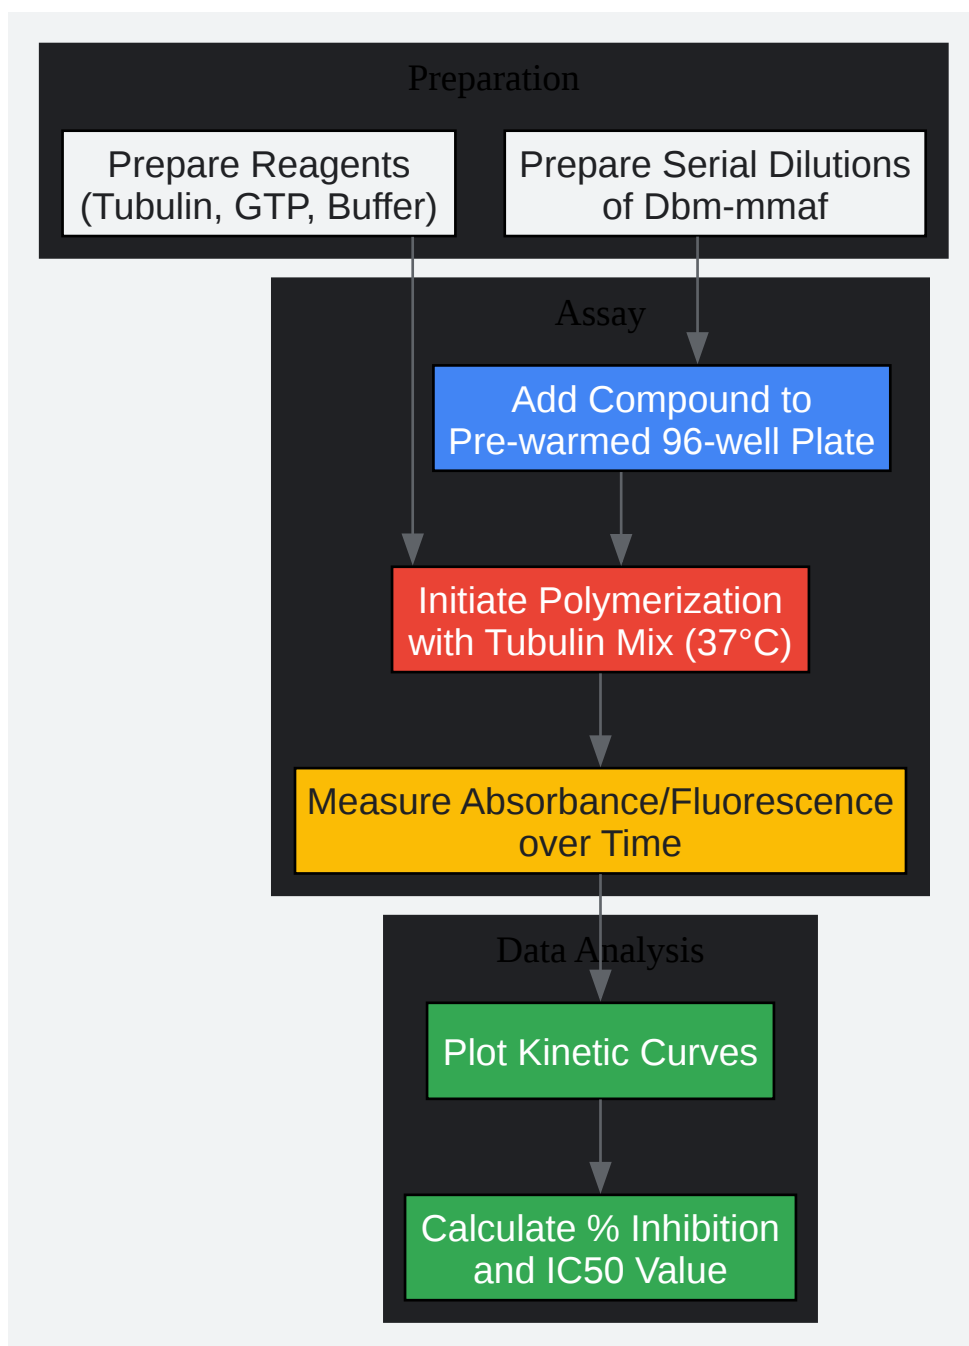 Preparation
Prepare Reagents
(Tubulin, GTP, Buffer)
Prepare Serial Dilutions
of Dbm-mmaf
Assay
Add Compound to
Pre-warmed 96-well Plate
Initiate Polymerization
with Tubulin Mix (37°C)
Measure Absorbance/Fluorescence
over Time
Data Analysis
Plot Kinetic Curves
Calculate % Inhibition
and IC50 Value